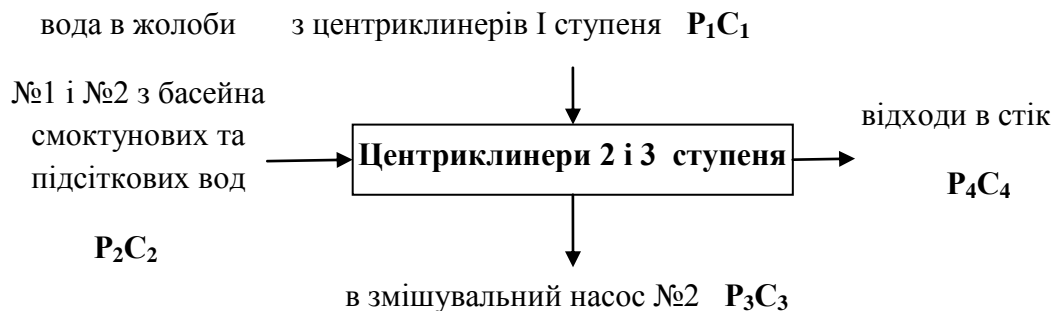 вода в жолоби з центриклинерів І ступеня P₁C₁
№1 і №2 з басейна
смоктунових та
підсіткових вод
P₂C₂
Центриклинери 2 і 3 ступеня
відходи в стік
P₄C₄
в змішувальний насос №2 P₃C₃